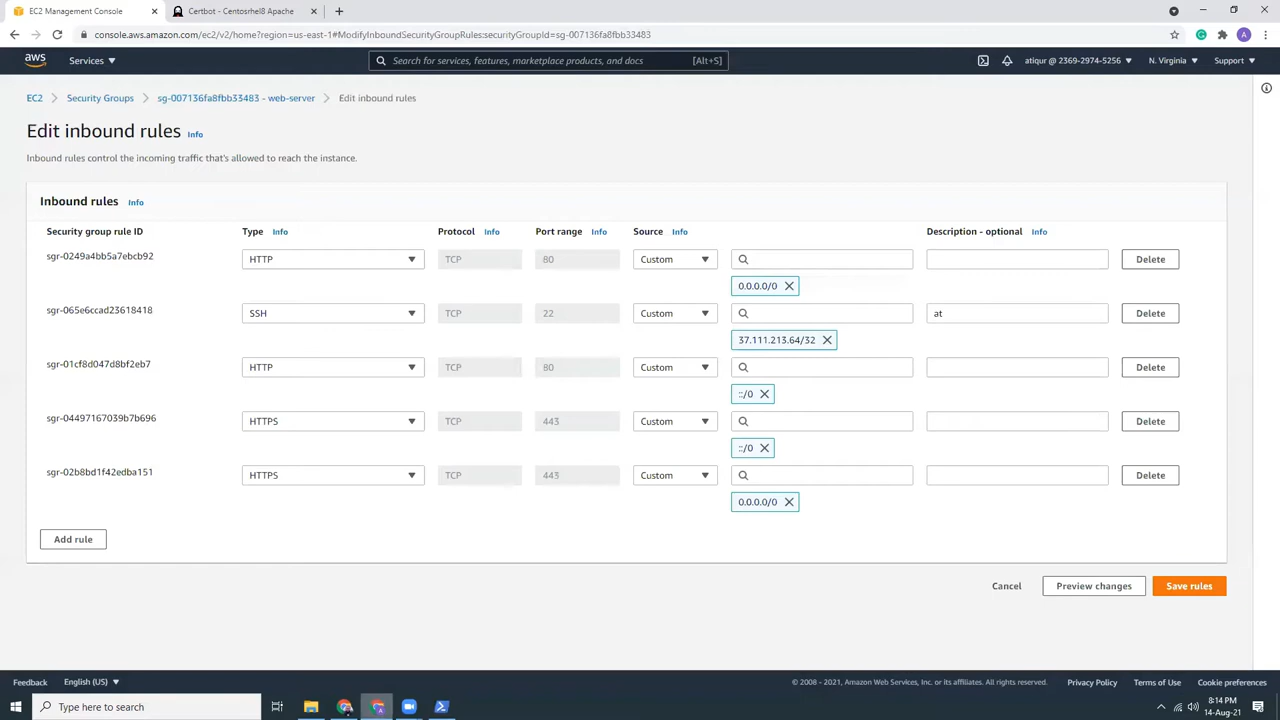 EC2 Management Console
Certbot - Centosrhel8 Apache
console.aws.amazon.com/ec2/v2/home?region=us-east-1#ModifyInboundSecurityGroupRules:securityGroupId=sg-007136fa8fbb33483
A
aws
Services
Search for services, features, marketplace products, and docs
[Alt+S]
atiqur @ 2369-2974-5256
N. Virginia
Support
EC2
Security Groups
sg-007136fa8fbb33483 - web-server
Edit inbound rules
Edit inbound rules Info
Inbound rules control the incoming traffic that's allowed to reach the instance.
Inbound rules Info
Security group rule ID
Type Info
Protocol Info
Port range Info
Source Info
Description - optional Info
sgr-0249a4bb5a7ebcb92
HTTP
TCP
80
Custom
Delete
0.0.0.0/0
sgr-065e6ccad23618418
SSH
TCP
22
Custom
at
Delete
37.111.213.64/32
sgr-01cf8d047d8bf2eb7
HTTP
TCP
80
Custom
Delete
::/0
sgr-04497167039b7b696
HTTPS
TCP
443
Custom
Delete
::/0
sgr-02b8bd1f42edba151
HTTPS
TCP
443
Custom
Delete
0.0.0.0/0
Add rule
Cancel
Preview changes
Save rules
Feedback
English (US)
© 2008 - 2021, Amazon Web Services, Inc. or its affiliates. All rights reserved.
Privacy Policy
Terms of Use
Cookie preferences
Type here to search
8:14 PM
14-Aug-21